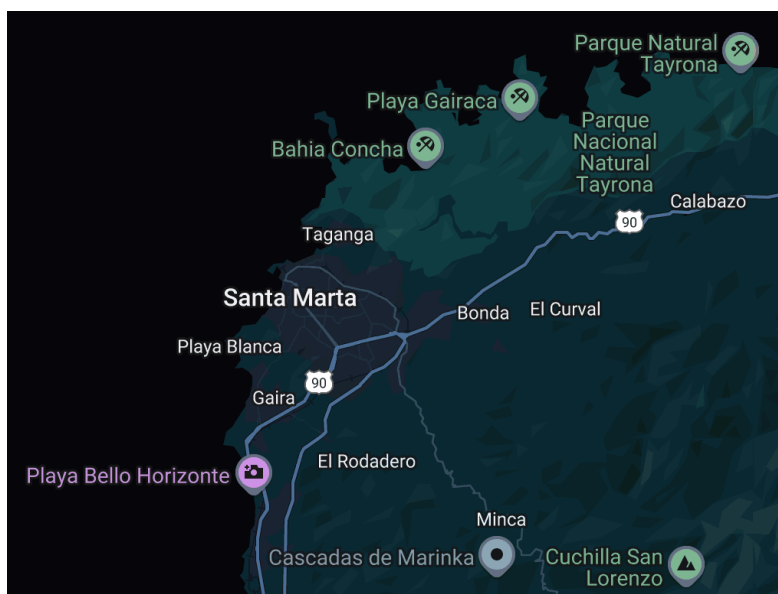 Parque Natural
Tayrona
Playa Gairaca
Parque
Nacional
Natural
Tayrona
Bahia Concha
Calabazo
90
Taganga
Santa Marta
Bonda
El Curval
Playa Blanca
90
Gaira
El Rodadero
Playa Bello Horizonte
Minca
Cascadas de Marinka
Cuchilla San
Lorenzo